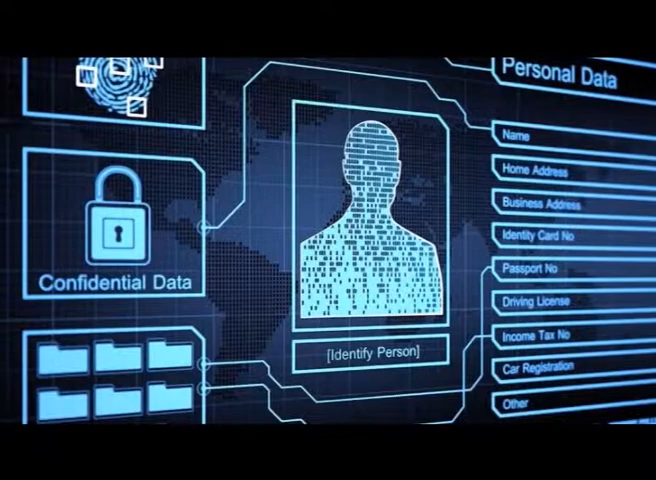 Personal Data
Name
Home Address
Business Address
Identity Card No
Passport No
Driving License
Income Tax No
Car Registration
Other
Confidential Data
[Identify Person]